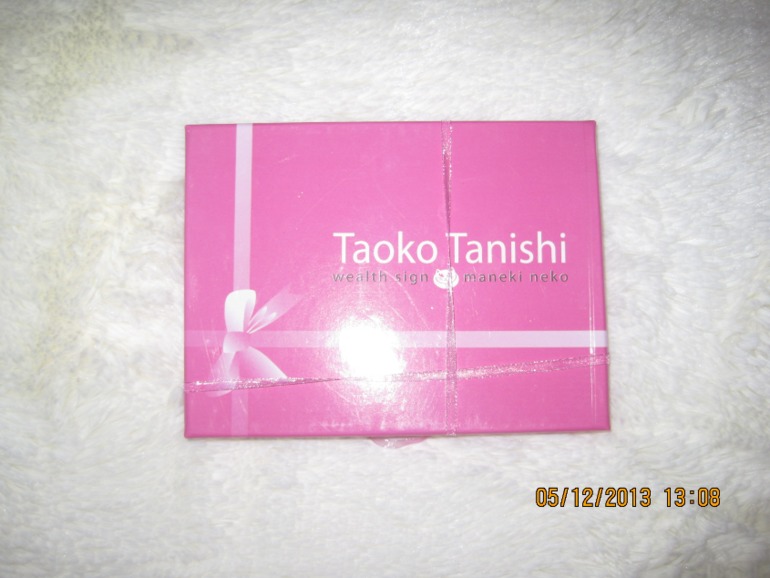 Taoko Tanishi
wealth sign maneki neko
05/12/2013 13:08